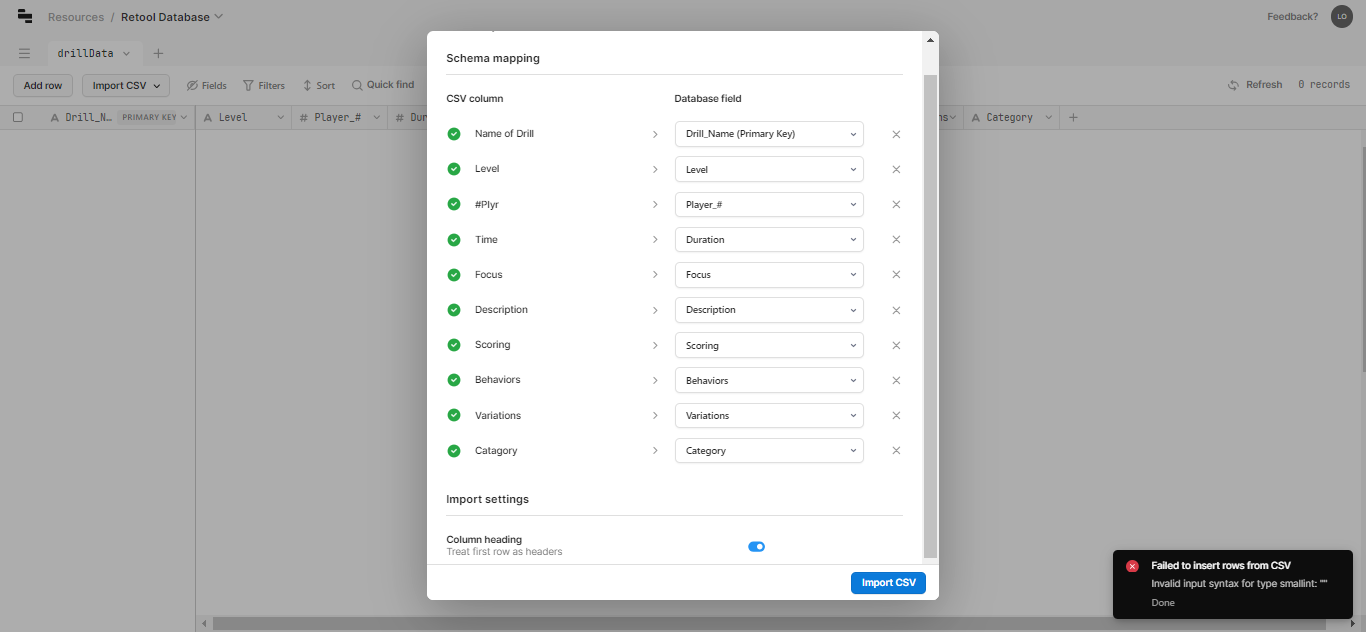 Resources / Retool Database
Feedback?
LO
drillData
Add row
Import CSV
Fields
Filters
Sort
Quick find
Refresh
0 records
Drill_N…
PRIMARY KEY
Level
# Player_#
# Dur
ns
Category
Schema mapping
CSV column
Database field
Name of Drill
Drill_Name (Primary Key)
Level
Level
#Plyr
Player_#
Time
Duration
Focus
Focus
Description
Description
Scoring
Scoring
Behaviors
Behaviors
Variations
Variations
Catagory
Category
Import settings
Column heading
Treat first row as headers
Import CSV
Failed to insert rows from CSV
Invalid input syntax for type smallint: ""
Done